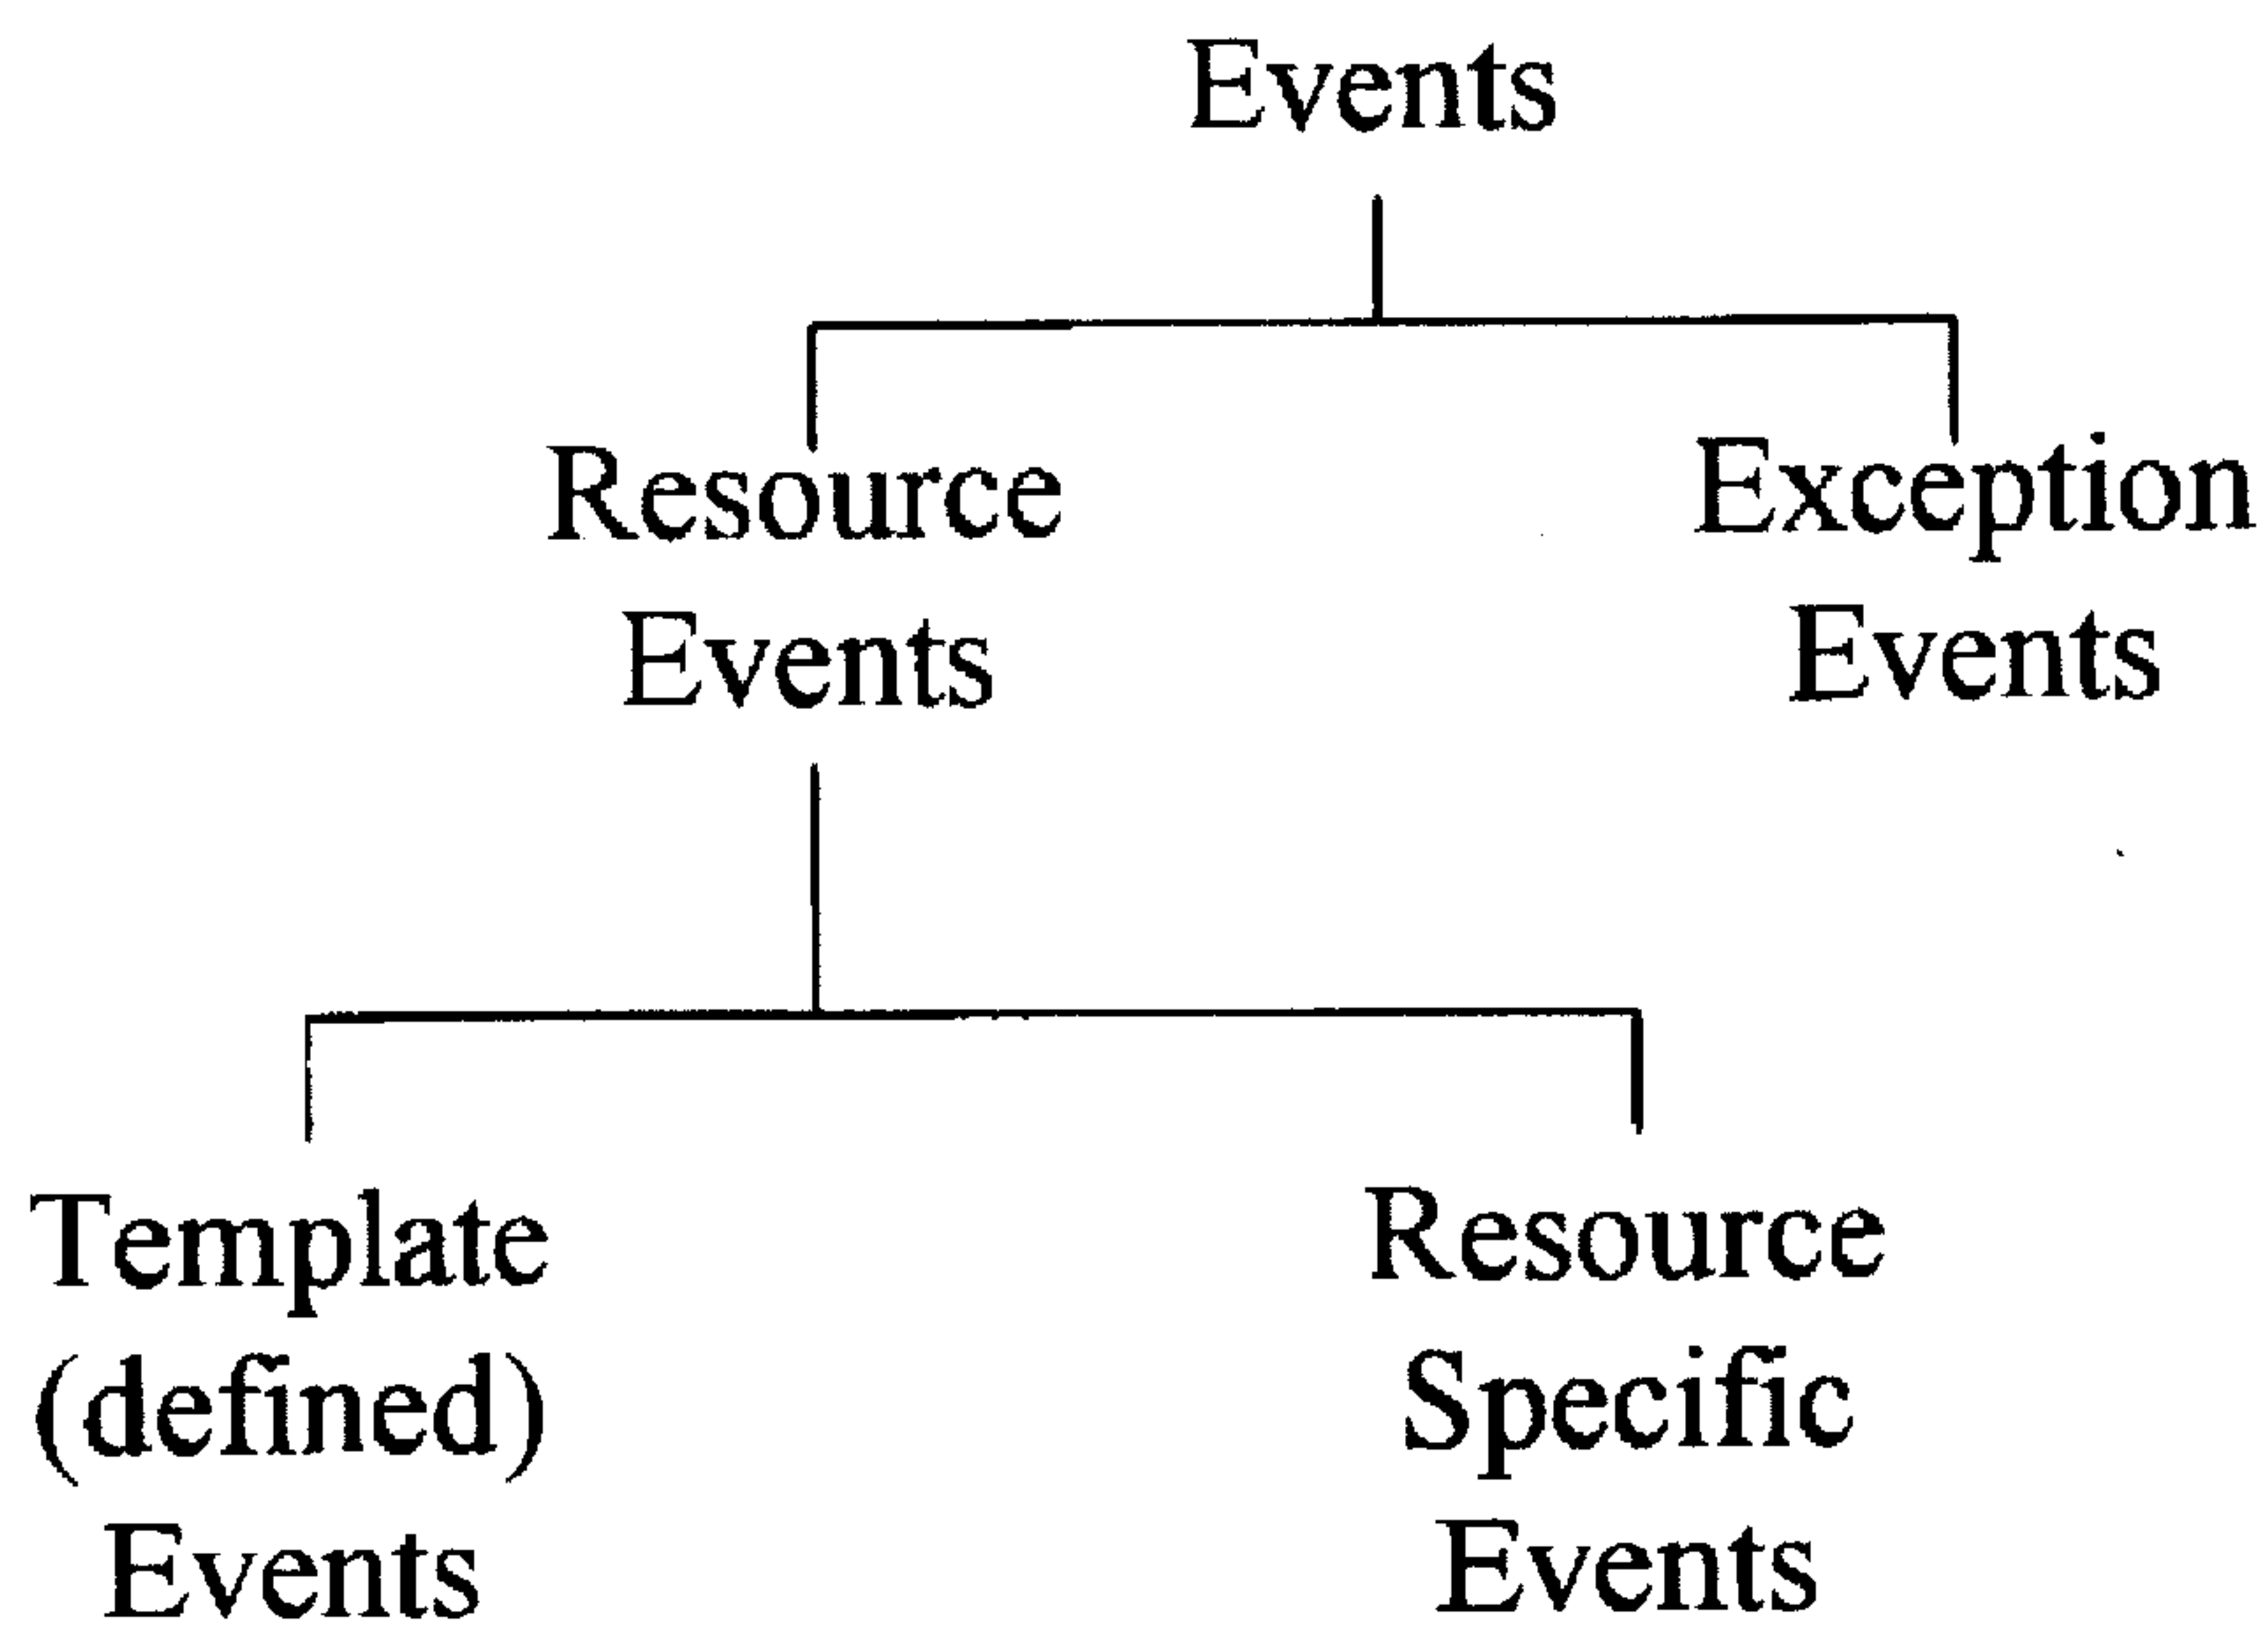 Events
Resource
Events
Exception
Events
Template
(defined)
Events
Resource
Specific
Events